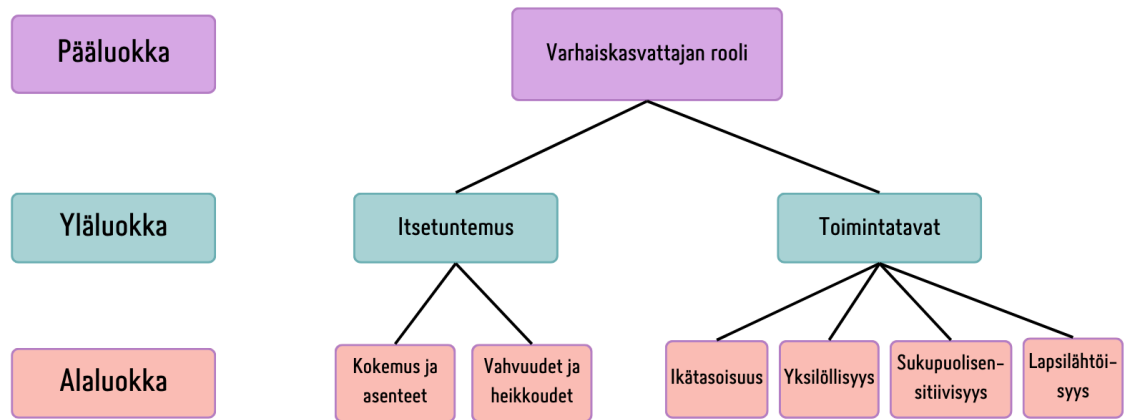 Pääluokka
Varhaiskasvattajan rooli
Yläluokka
Itsetuntemus
Toimintatavat
Alaluokka
Kokemus ja
asenteet
Vahvuudet ja
heikkoudet
Ikätasoisuus
Yksilöllisyys
Sukupuolisen-
sitiivisyys
Lapsilähtöi-
syys